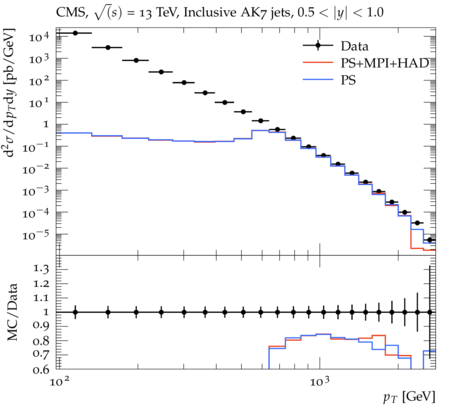 CMS, √(s) = 13 TeV, Inclusive AK7 jets, 0.5 < |y| < 1.0
Data
PS+MPI+HAD
PS
d²σ/dp_T dy [pb/GeV]
10⁴
10³
10²
10¹
1
10⁻¹
10⁻²
10⁻³
10⁻⁴
10⁻⁵
MC/Data
1.3
1.2
1.1
1
0.9
0.8
0.7
0.6
10²
10³
p_T [GeV]